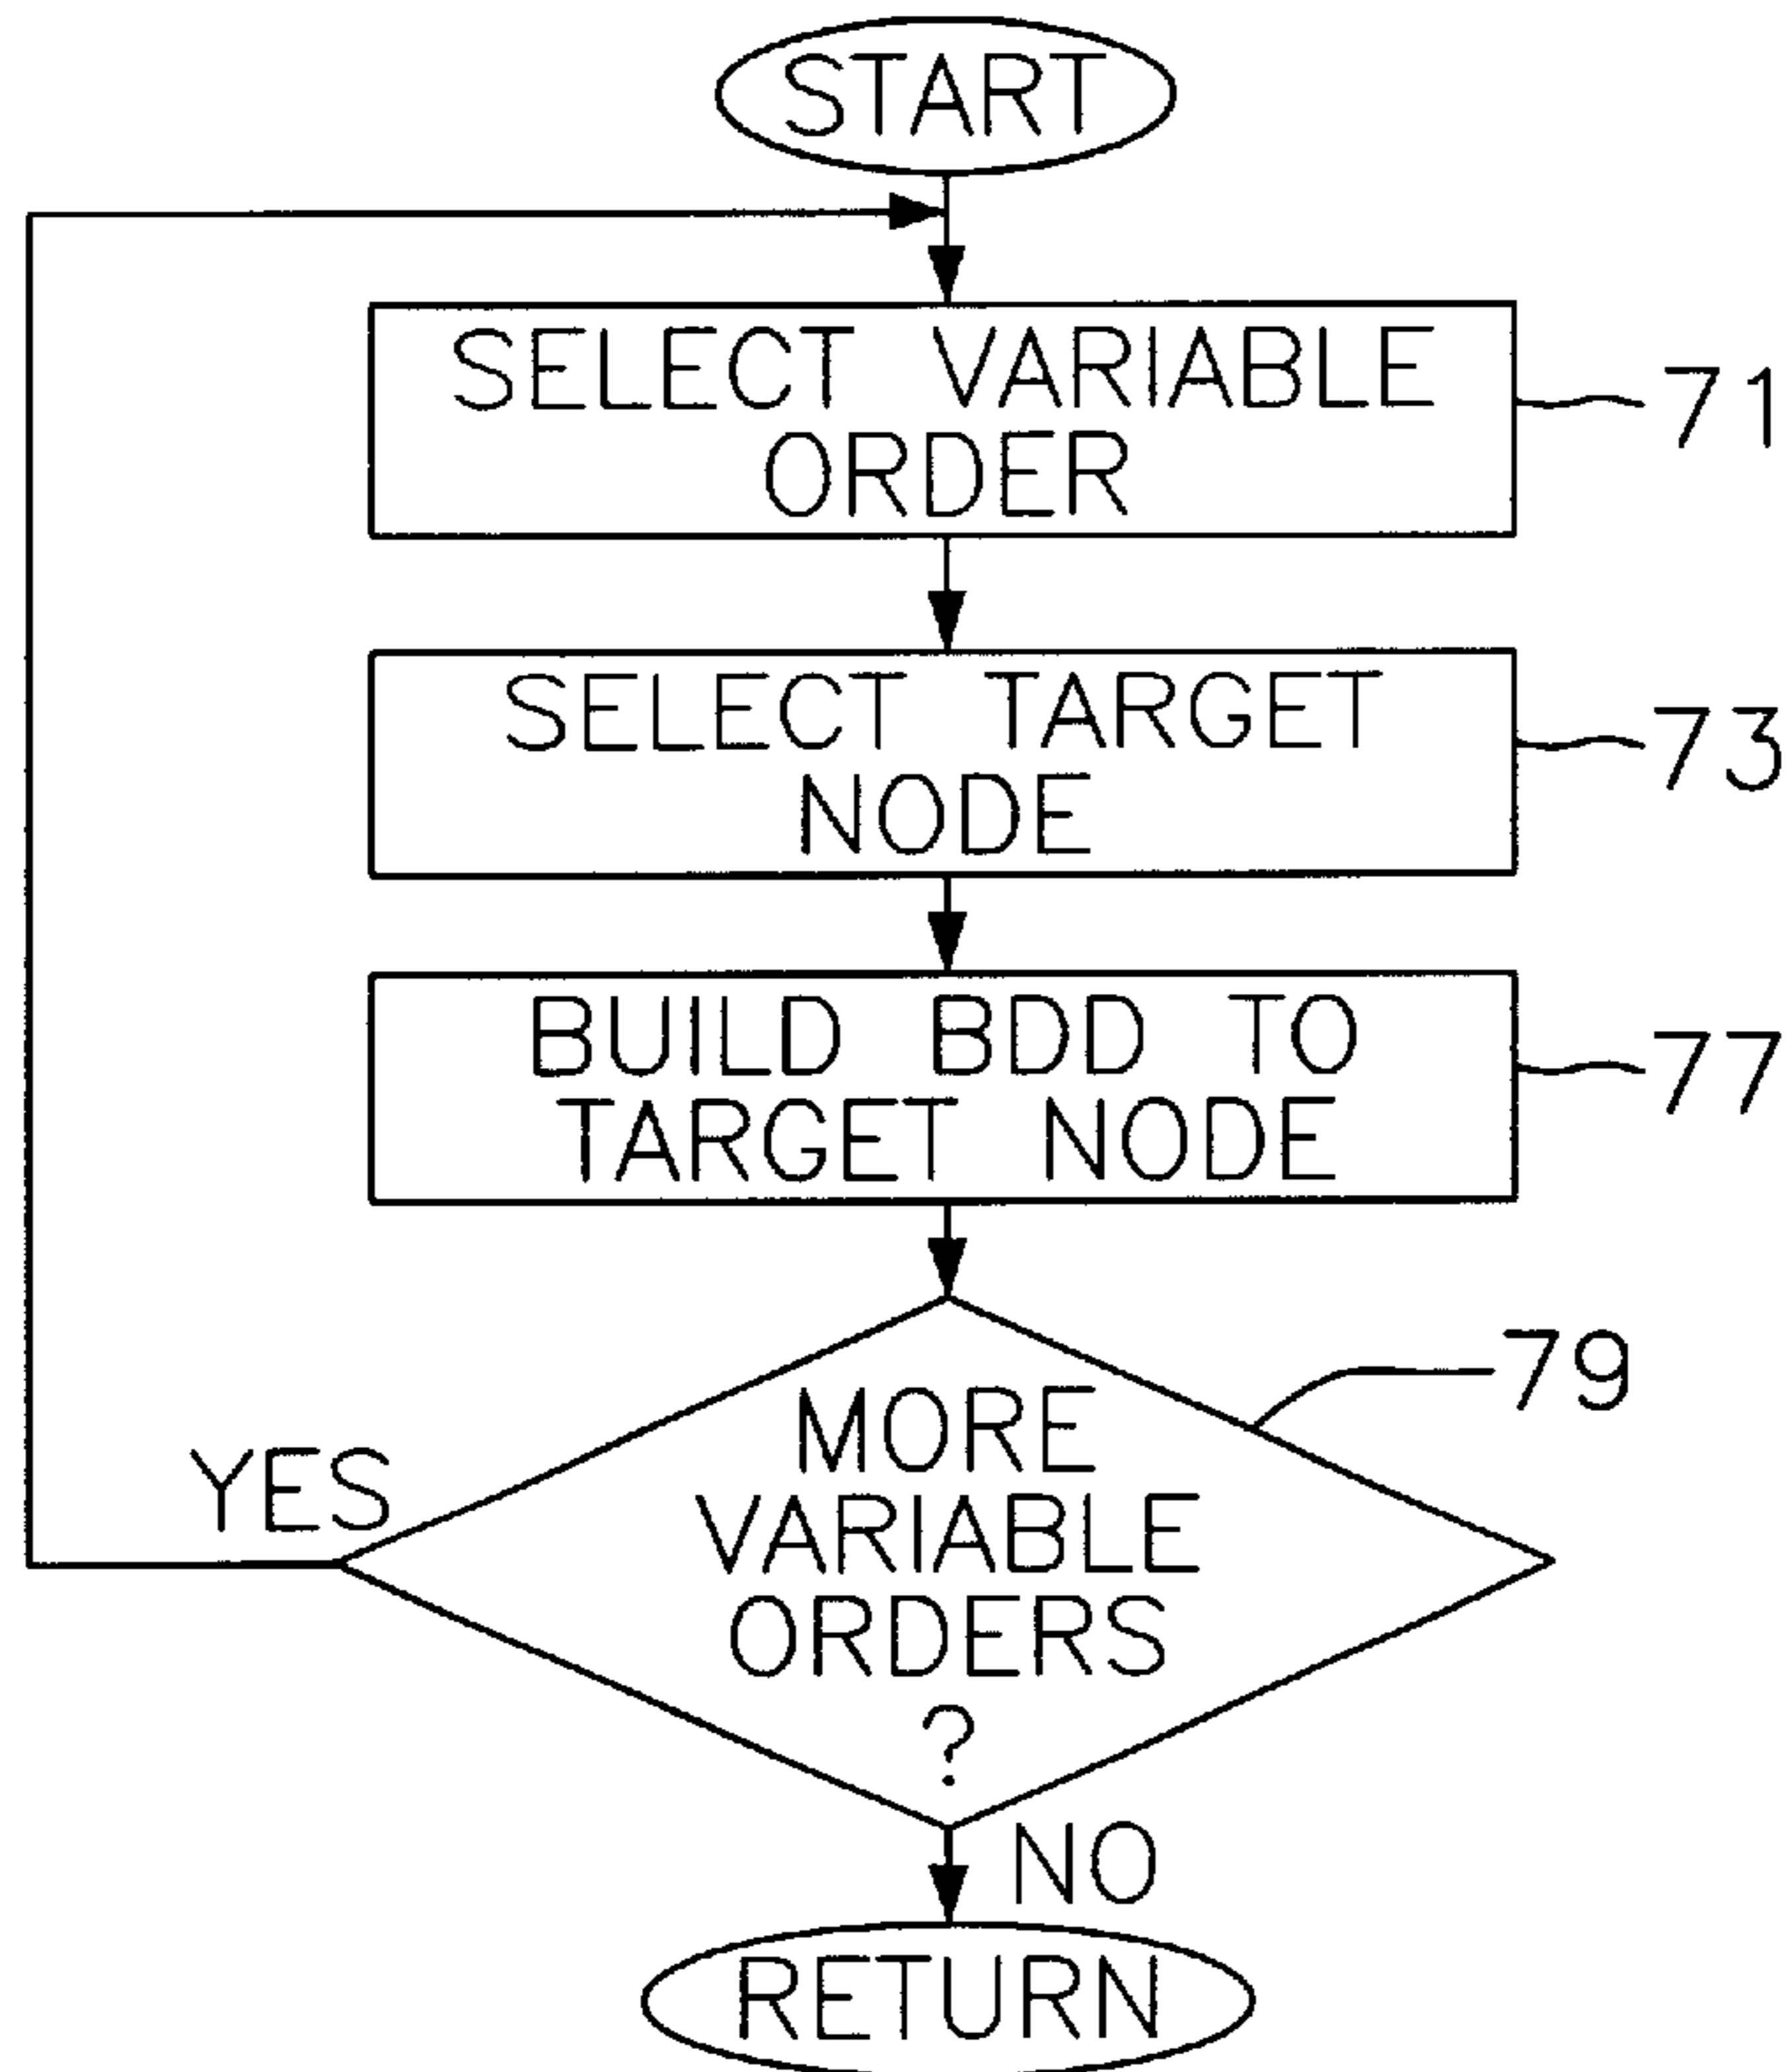 START
SELECT VARIABLE
ORDER
71
SELECT TARGET
NODE
73
BUILD BDD TO
TARGET NODE
77
79
MORE
VARIABLE
ORDERS
?
YES
NO
RETURN